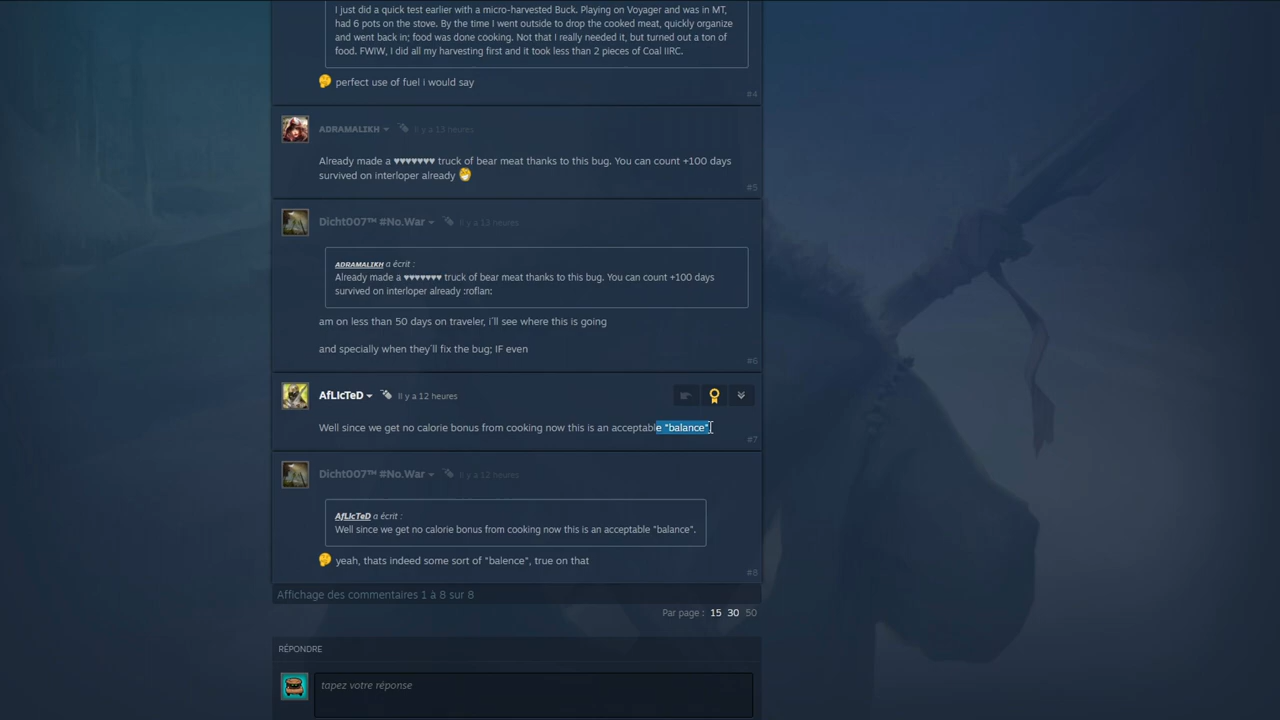 I just did a quick test earlier with a micro-harvested Buck. Playing on Voyager and was in MT,
had 6 pots on the stove. By the time I went outside to drop the cooked meat, quickly organize
and went back in; food was done cooking. Not that I really needed it, but turned out a ton of
food. FWIW, I did all my harvesting first and it took less than 2 pieces of Coal IIRC.
perfect use of fuel i would say
#4
ADRAMALIKH Il y a 13 heures
Already made a ♥♥♥♥♥♥♥ truck of bear meat thanks to this bug. You can count +100 days
survived on interloper already
#5
Dicht007™ #No.War Il y a 13 heures
ADRAMALIKH a écrit :
Already made a ♥♥♥♥♥♥♥ truck of bear meat thanks to this bug. You can count +100 days
survived on interloper already :roflan:
am on less than 50 days on traveler, i´ll see where this is going
and specially when they´ll fix the bug; IF even
#6
AfLIcTeD Il y a 12 heures
Well since we get no calorie bonus from cooking now this is an acceptable "balance".
#7
Dicht007™ #No.War Il y a 12 heures
AfLIcTeD a écrit :
Well since we get no calorie bonus from cooking now this is an acceptable "balance".
yeah, thats indeed some sort of "balence", true on that
#8
Affichage des commentaires 1 à 8 sur 8
Par page : 15 30 50
RÉPONDRE
tapez votre réponse